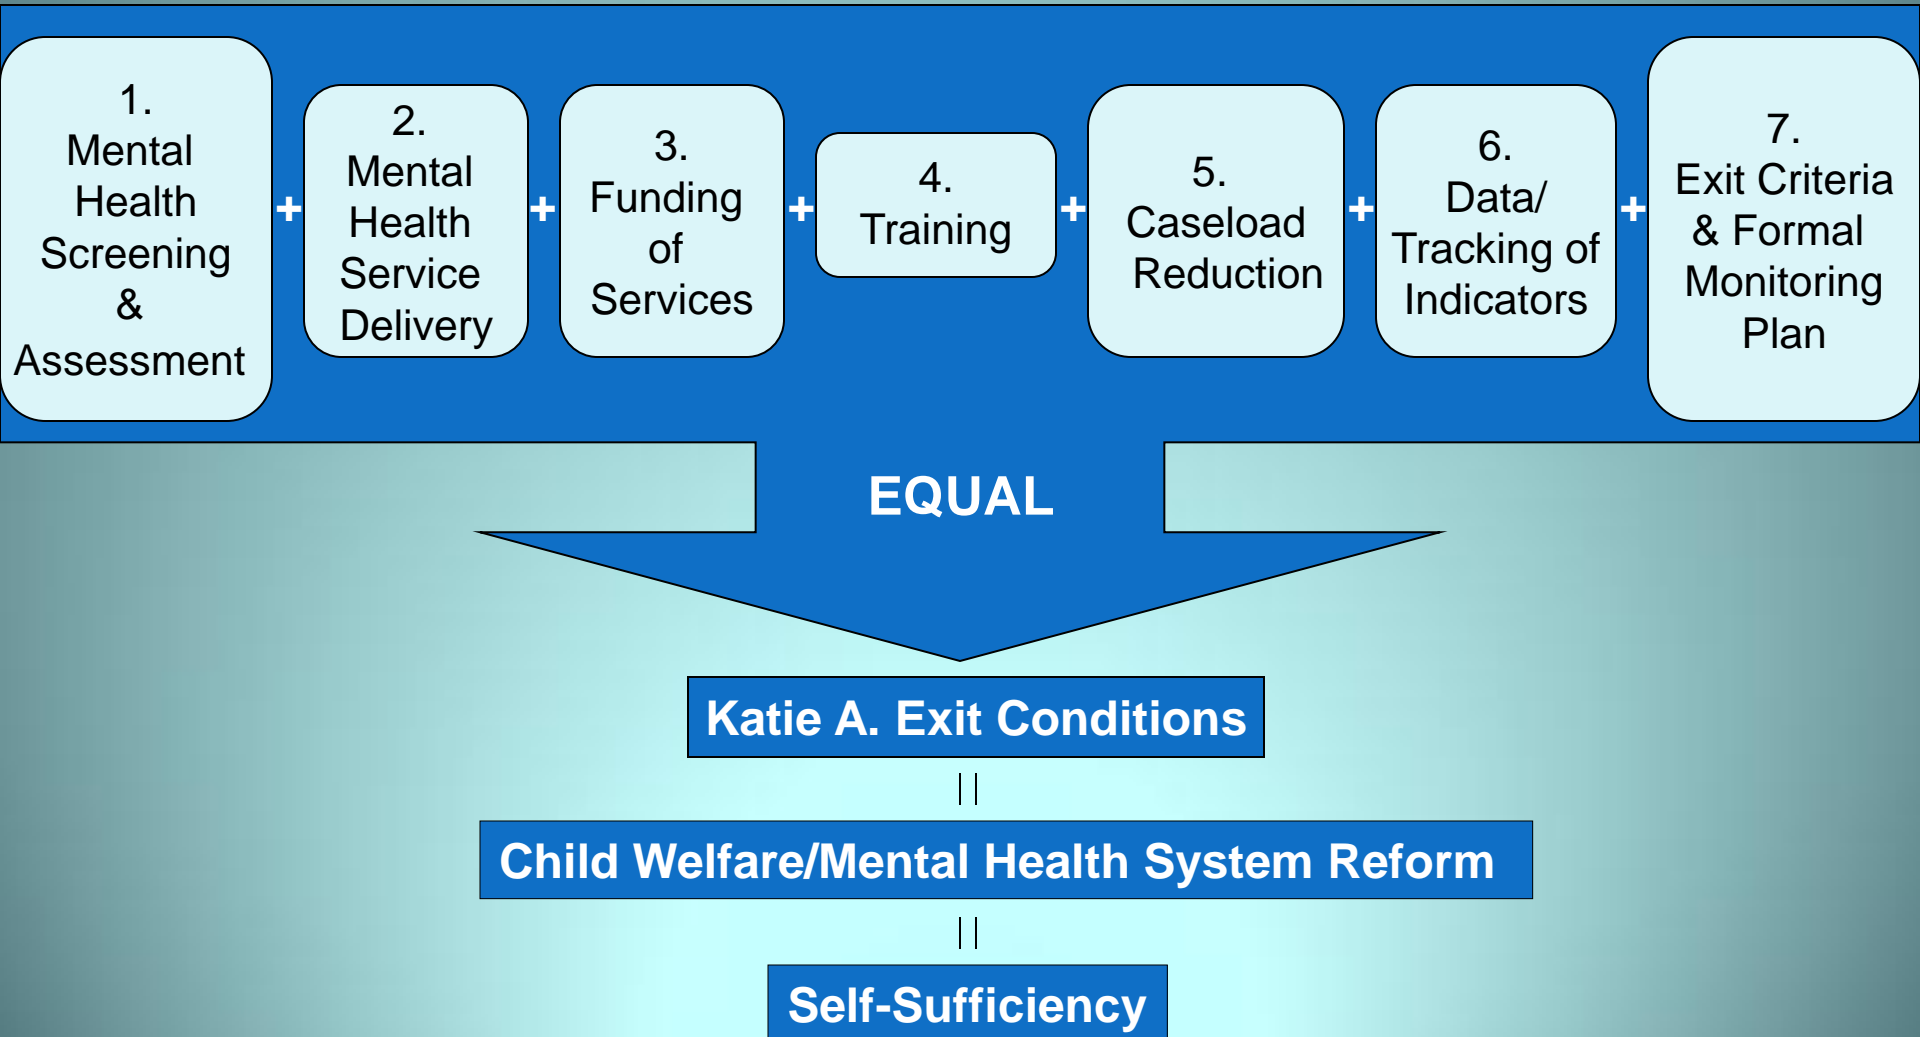 1.
Mental
Health
Screening
&
Assessment
+
2.
Mental
Health
Service
Delivery
+
3.
Funding
of
Services
+
4.
Training
+
5.
Caseload
Reduction
+
6.
Data/
Tracking of
Indicators
+
7.
Exit Criteria
& Formal
Monitoring
Plan
EQUAL
Katie A. Exit Conditions
||
Child Welfare/Mental Health System Reform
||
Self-Sufficiency